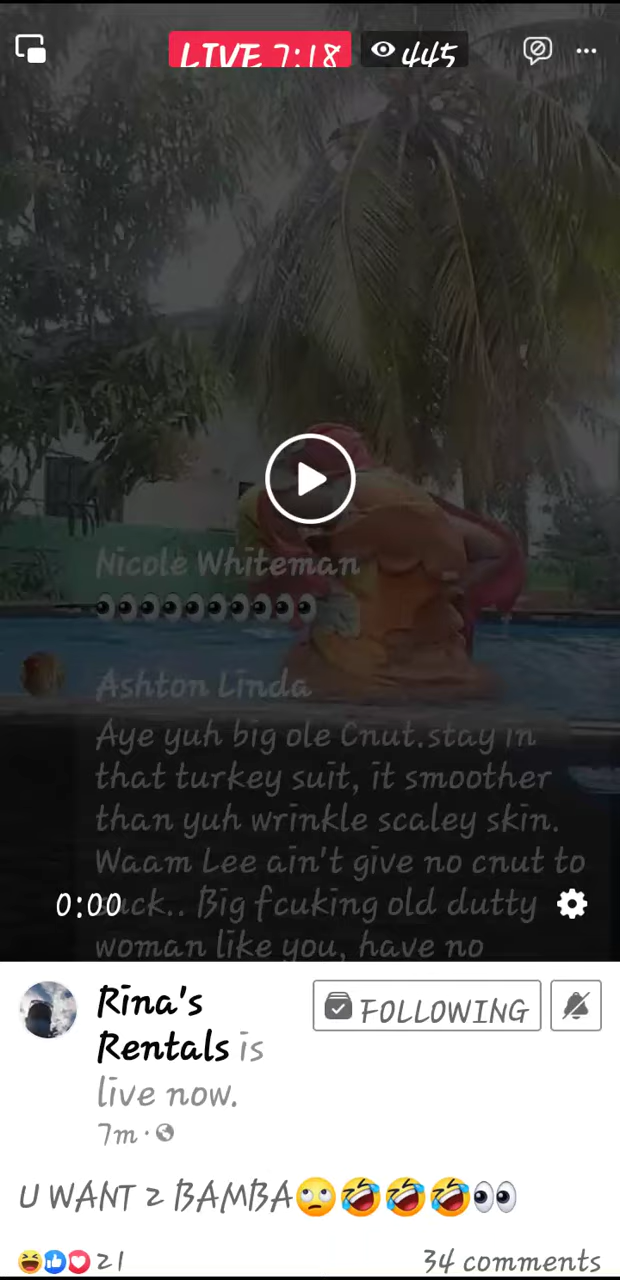 LIVE 7:18 445
Nicole Whiteman
👀👀👀👀👀
Ashton Linda
Aye yuh big ole Cnut.stay in
that turkey suit, it smoother
than yuh wrinkle scaley skin.
Waam Lee ain't give no cnut to
suck.. Big fcuking old dutty
woman like you, have no
0:00
Rina's
Rentals is
live now.
FOLLOWING
7m ·
U WANT 2 BAMBA🙄🤣🤣🤣👀
21
34 comments